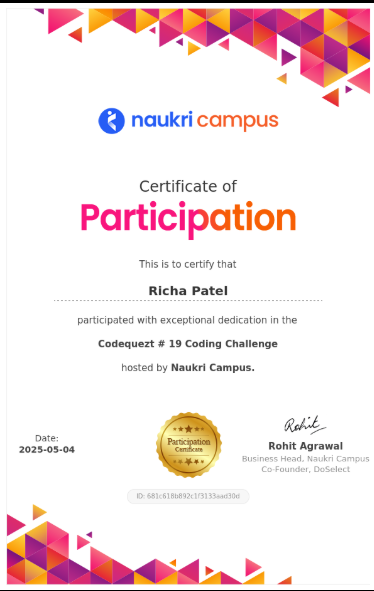 naukri campus
Certificate of
Participation
This is to certify that
Richa Patel
participated with exceptional dedication in the
Codequezt # 19 Coding Challenge
hosted by Naukri Campus.
Date:
2025-05-04
Participation
Certificate
Rohit
Rohit Agrawal
Business Head, Naukri Campus
Co-Founder, DoSelect
ID: 681c618b892c1f3133aad30d